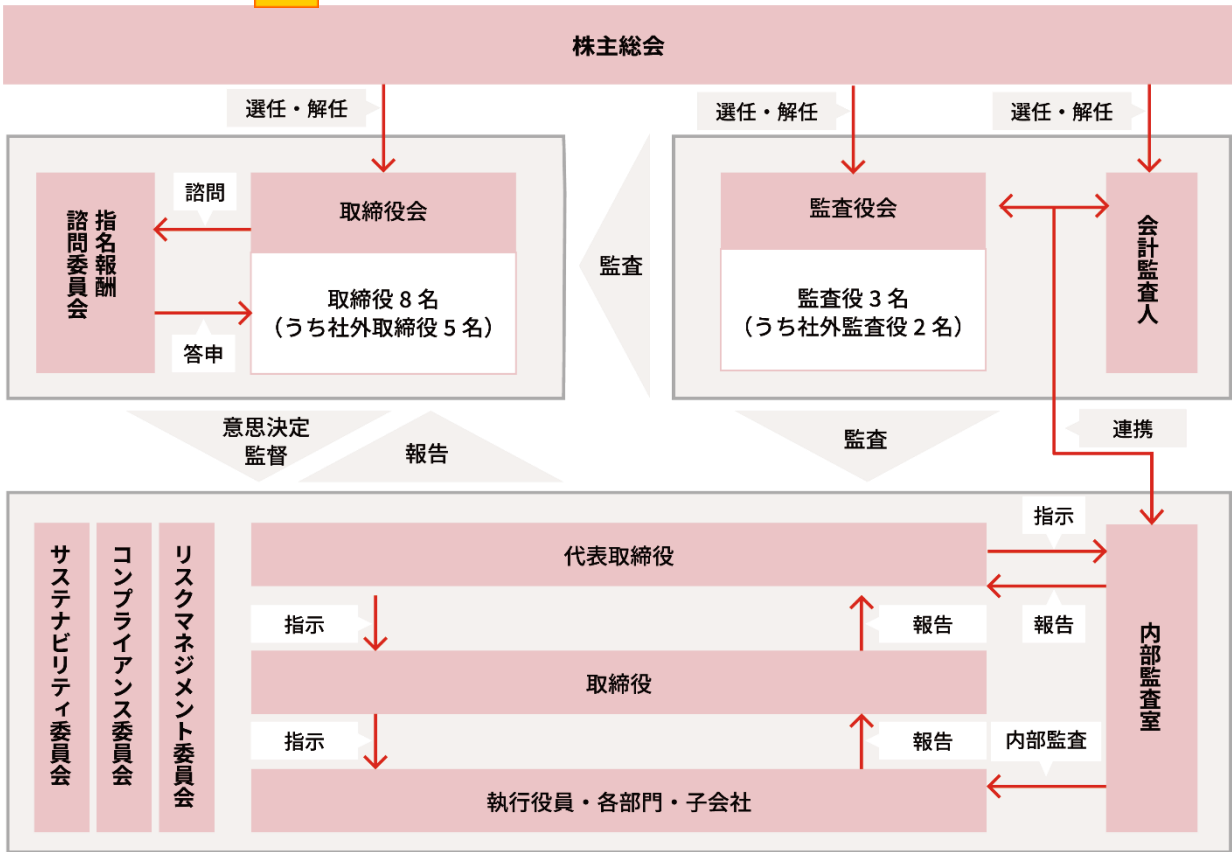 株主総会
選任・解任
選任・解任
選任・解任
指名報酬
諮問委員会
諮問
答申
取締役会
取締役 8 名
（うち社外取締役 5 名）
監査
監査役会
監査役 3 名
（うち社外監査役 2 名）
会計監査人
意思決定
監督
報告
監査
連携
サステナビリティ委員会
コンプライアンス委員会
リスクマネジメント委員会
代表取締役
指示
報告
指示
報告
取締役
指示
報告
内部監査
執行役員・各部門・子会社
内部監査室